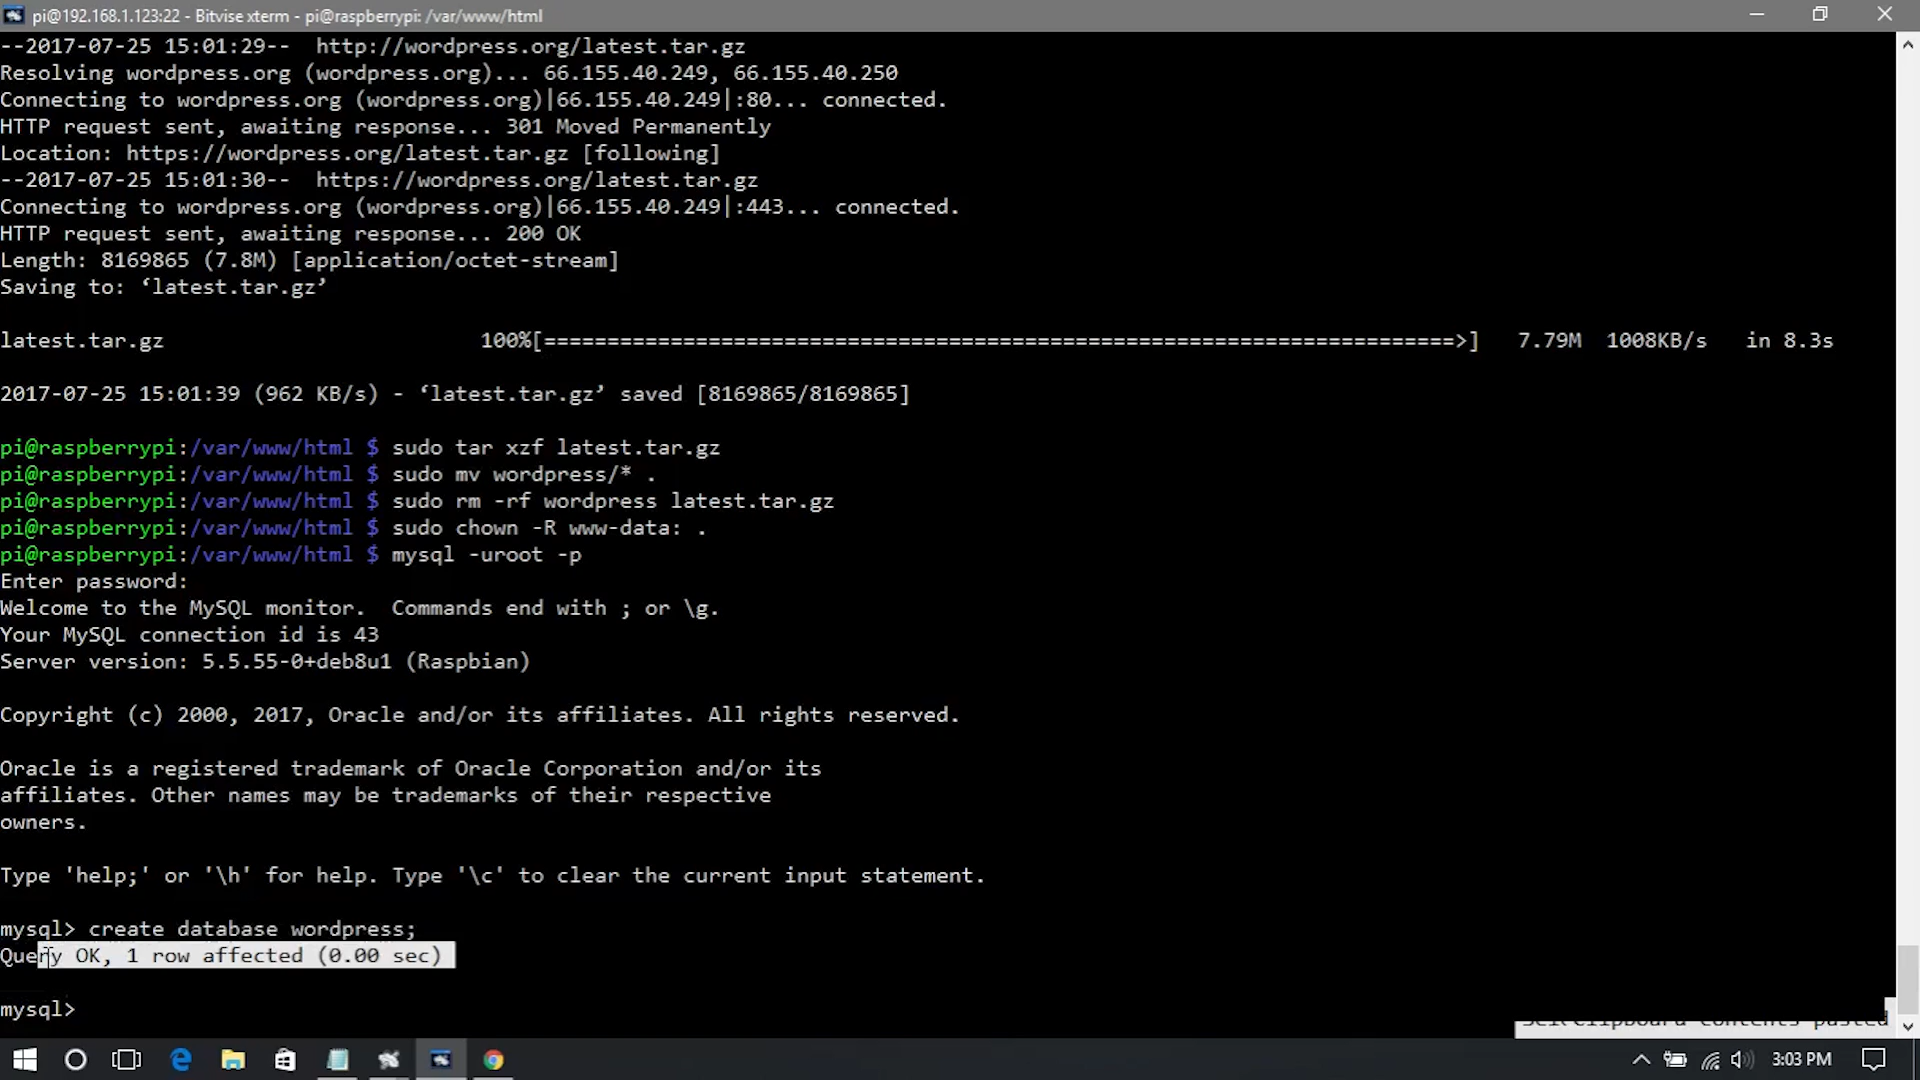 pi@192.168.1.123:22 - Bitvise xterm - pi@raspberrypi: /var/www/html
--2017-07-25 15:01:29--  http://wordpress.org/latest.tar.gz
Resolving wordpress.org (wordpress.org)... 66.155.40.249, 66.155.40.250
Connecting to wordpress.org (wordpress.org)|66.155.40.249|:80... connected.
HTTP request sent, awaiting response... 301 Moved Permanently
Location: https://wordpress.org/latest.tar.gz [following]
--2017-07-25 15:01:30--  https://wordpress.org/latest.tar.gz
Connecting to wordpress.org (wordpress.org)|66.155.40.249|:443... connected.
HTTP request sent, awaiting response... 200 OK
Length: 8169865 (7.8M) [application/octet-stream]
Saving to: ‘latest.tar.gz’
latest.tar.gz 100%[========================================================================>] 7.79M 1008KB/s in 8.3s
2017-07-25 15:01:39 (962 KB/s) - ‘latest.tar.gz’ saved [8169865/8169865]
pi@raspberrypi:/var/www/html $ sudo tar xzf latest.tar.gz
pi@raspberrypi:/var/www/html $ sudo mv wordpress/* .
pi@raspberrypi:/var/www/html $ sudo rm -rf wordpress latest.tar.gz
pi@raspberrypi:/var/www/html $ sudo chown -R www-data: .
pi@raspberrypi:/var/www/html $ mysql -uroot -p
Enter password:
Welcome to the MySQL monitor.  Commands end with ; or \g.
Your MySQL connection id is 43
Server version: 5.5.55-0+deb8u1 (Raspbian)
Copyright (c) 2000, 2017, Oracle and/or its affiliates. All rights reserved.
Oracle is a registered trademark of Oracle Corporation and/or its
affiliates. Other names may be trademarks of their respective
owners.
Type 'help;' or '\h' for help. Type '\c' to clear the current input statement.
mysql> create database wordpress;
Query OK, 1 row affected (0.00 sec)
mysql>
3:03 PM